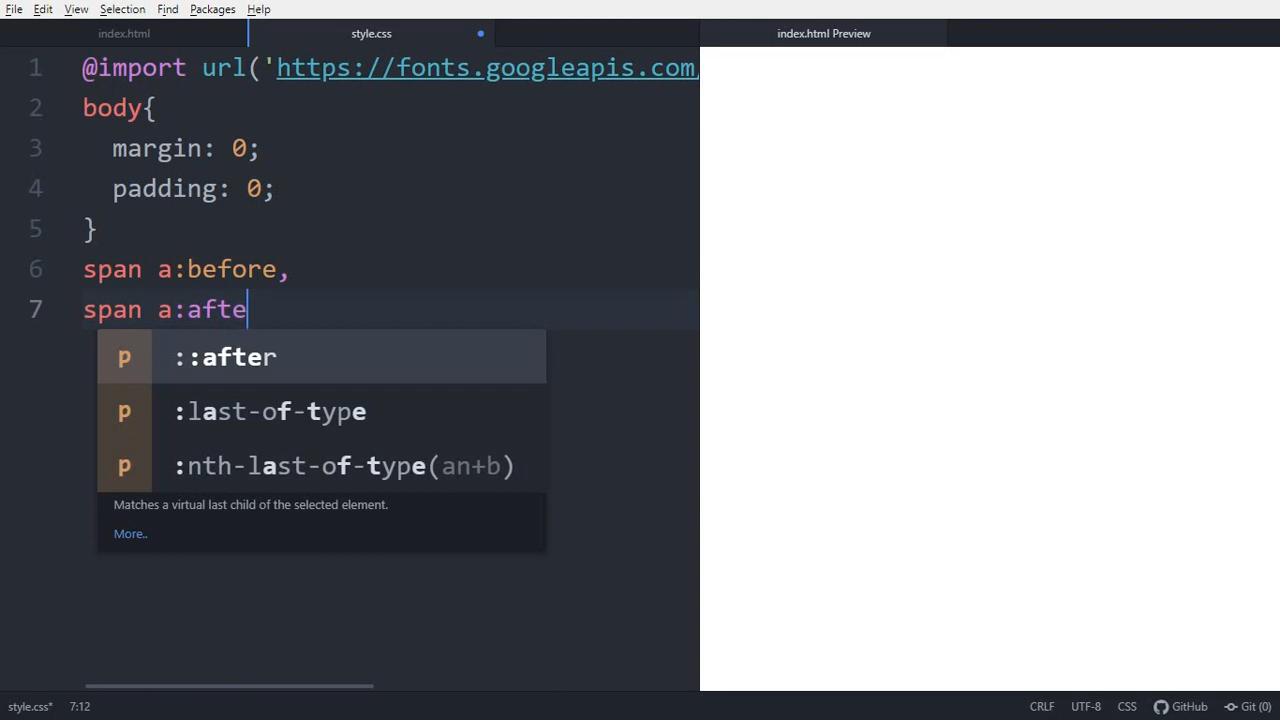 File Edit View Selection Find Packages Help
index.html style.css index.html Preview
1 @import url('https://fonts.googleapis.com/
2 body{
3 margin: 0;
4 padding: 0;
5 }
6 span a:before,
7 span a:afte
p ::after
p :last-of-type
p :nth-last-of-type(an+b)
Matches a virtual last child of the selected element.
More..
style.css* 7:12 CRLF UTF-8 CSS GitHub Git (0)